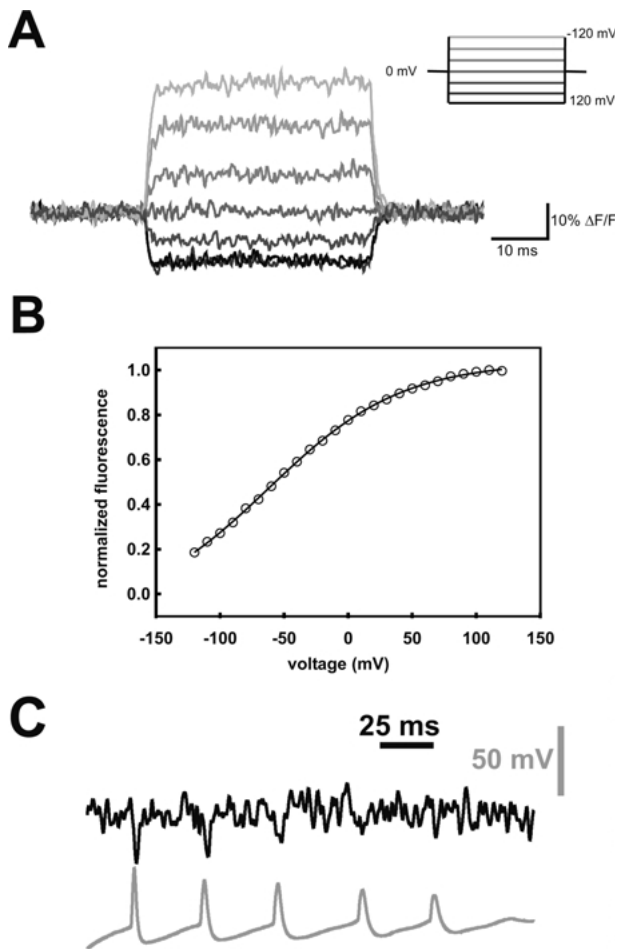 A
-120 mV
0 mV
120 mV
10% ΔF/F
10 ms
B
1.0
0.8
0.6
0.4
0.2
0.0
normalized fluorescence
-150 -100 -50 0 50 100 150
voltage (mV)
C
25 ms
50 mV